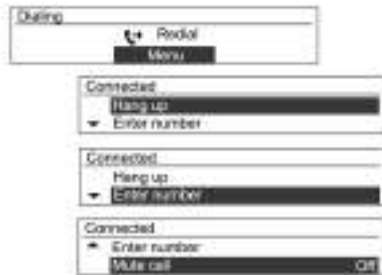 Dialing
Redial
Menu
Connected
Hang up
Enter number
Connected
Hang up
Enter number
Connected
Enter number
Mute call Off